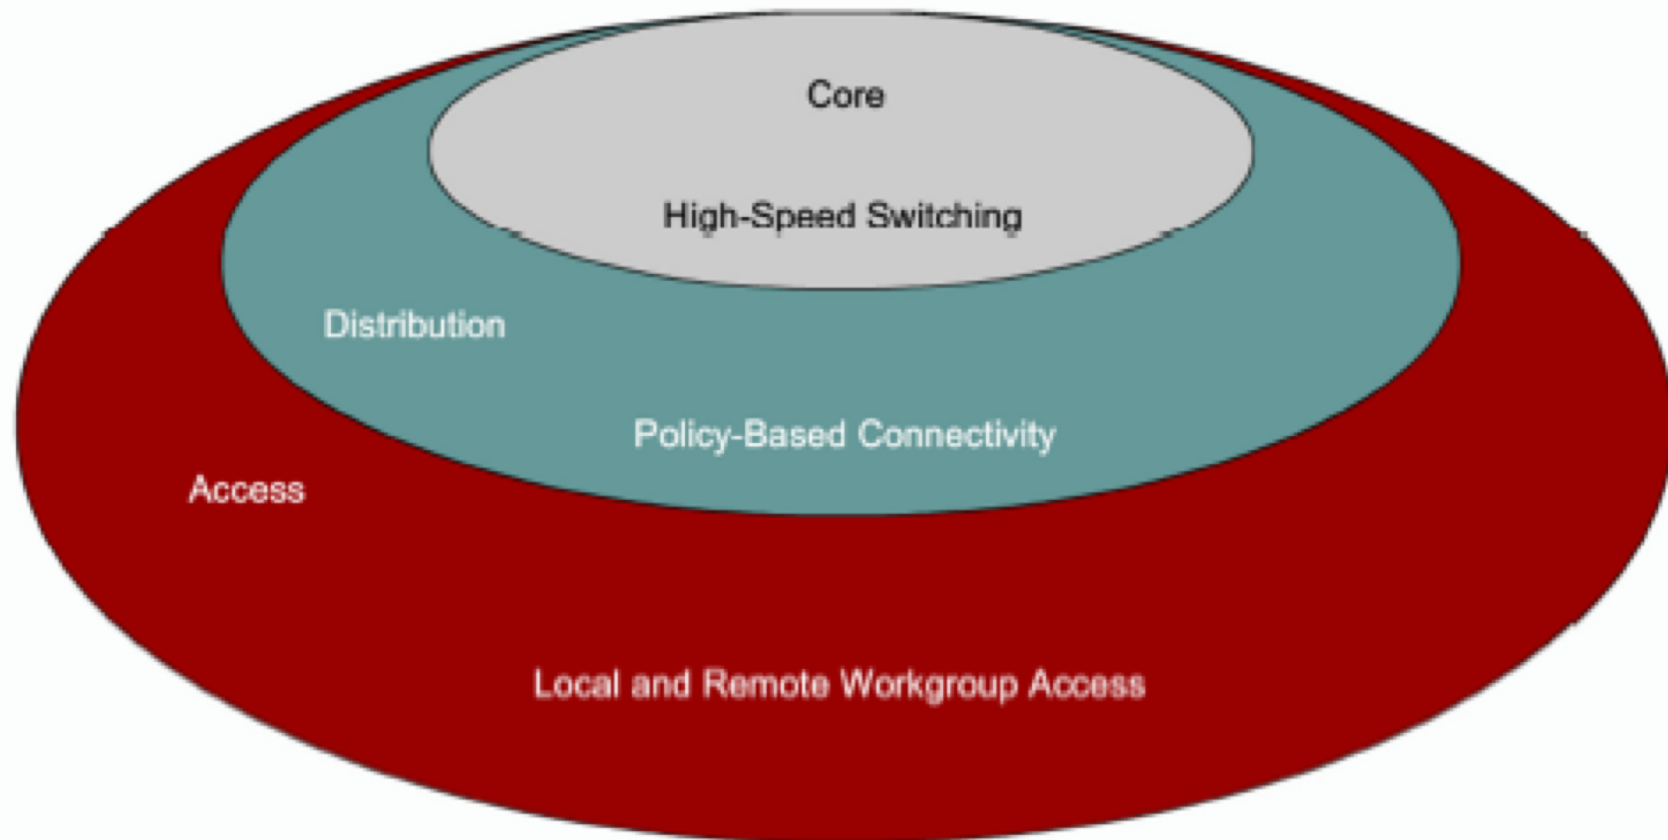 Core
High-Speed Switching
Distribution
Policy-Based Connectivity
Access
Local and Remote Workgroup Access